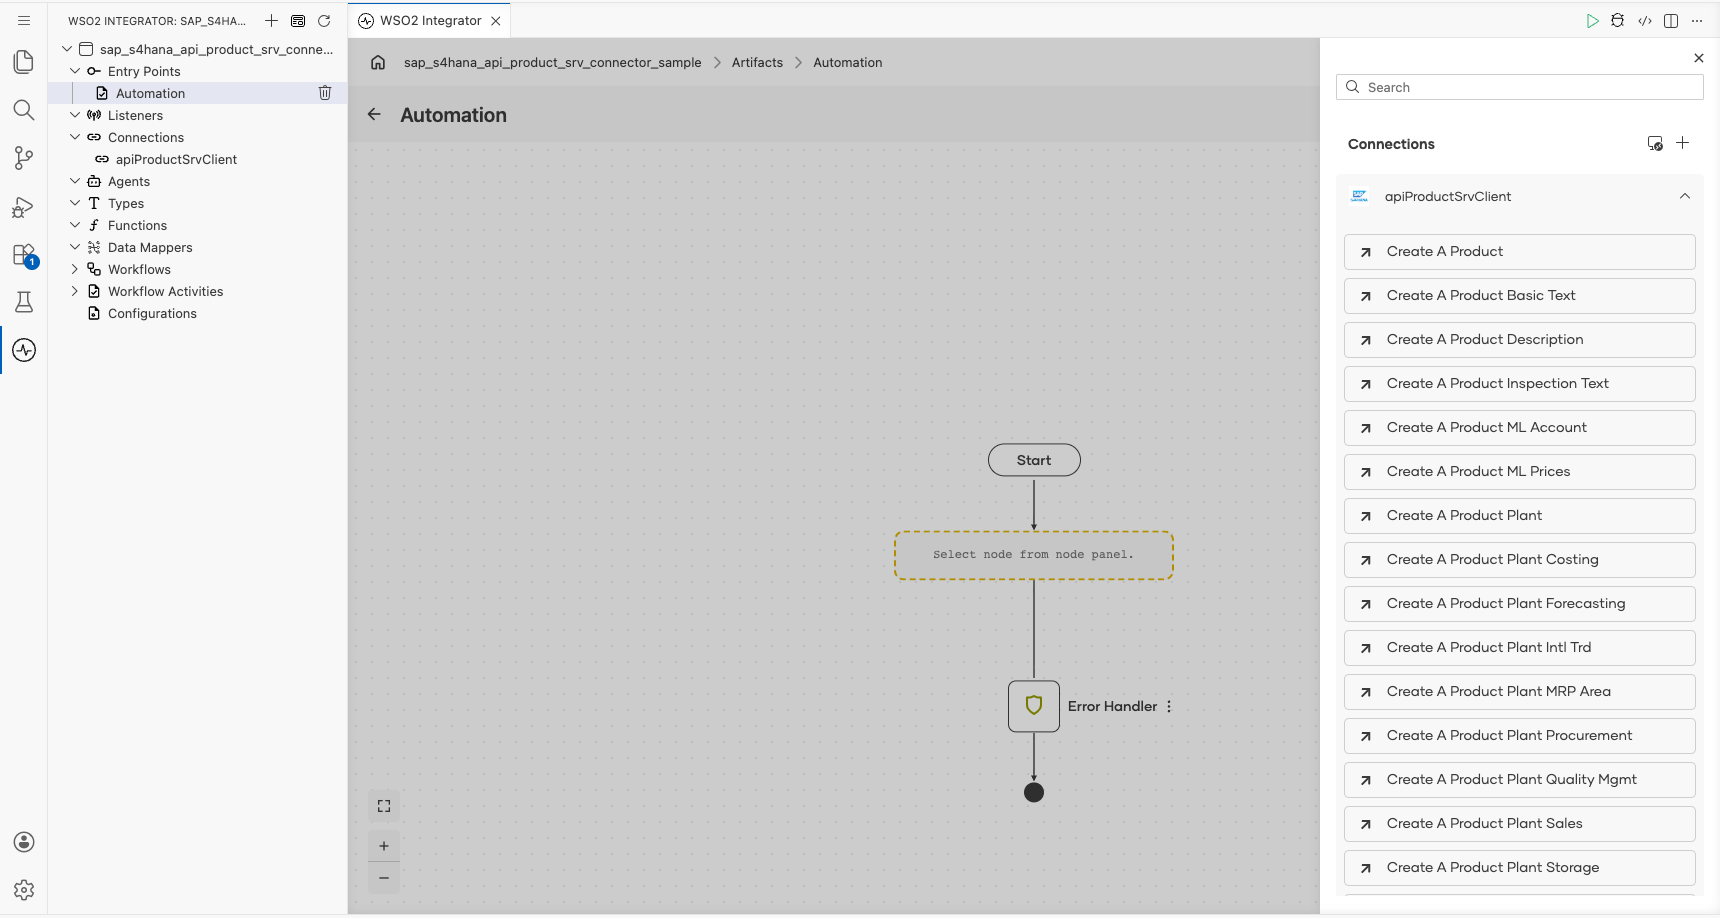 WSO2 INTEGRATOR: SAP_S4HA...
sap_s4hana_api_product_srv_conne...
Entry Points
Automation
Listeners
Connections
apiProductSrvClient
Agents
Types
Functions
Data Mappers
Workflows
Workflow Activities
Configurations
1
WSO2 Integrator
sap_s4hana_api_product_srv_connector_sample > Artifacts > Automation
Automation
Start
Select node from node panel.
Error Handler
Search
Connections
SAP
apiProductSrvClient
Create A Product
Create A Product Basic Text
Create A Product Description
Create A Product Inspection Text
Create A Product ML Account
Create A Product ML Prices
Create A Product Plant
Create A Product Plant Costing
Create A Product Plant Forecasting
Create A Product Plant Intl Trd
Create A Product Plant MRP Area
Create A Product Plant Procurement
Create A Product Plant Quality Mgmt
Create A Product Plant Sales
Create A Product Plant Storage